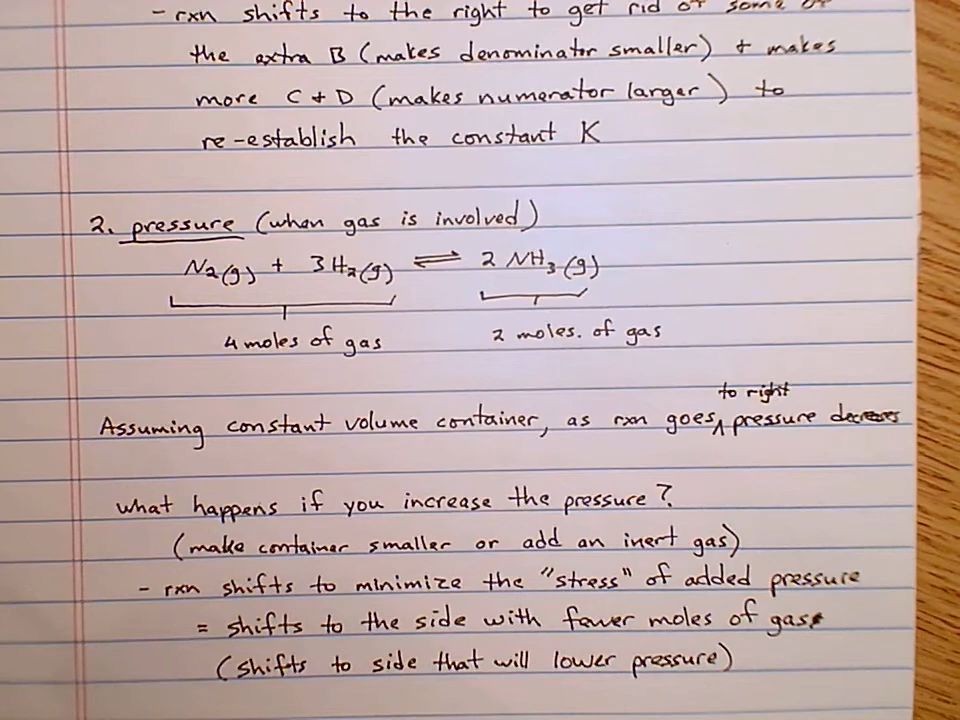 - rxn shifts to the right to get rid of some of
the extra B (makes denominator smaller) + makes
more C + D (makes numerator larger) to
re-establish the constant K
2. pressure (when gas is involved)
N2(g) + 3H2(g) ⇌ 2 NH3(g)
4 moles of gas 2 moles. of gas
to right
Assuming constant volume container, as rxn goes ^ pressure decreases
what happens if you increase the pressure?
(make container smaller or add an inert gas)
- rxn shifts to minimize the "stress" of added pressure
= shifts to the side with fewer moles of gas
(shifts to side that will lower pressure)